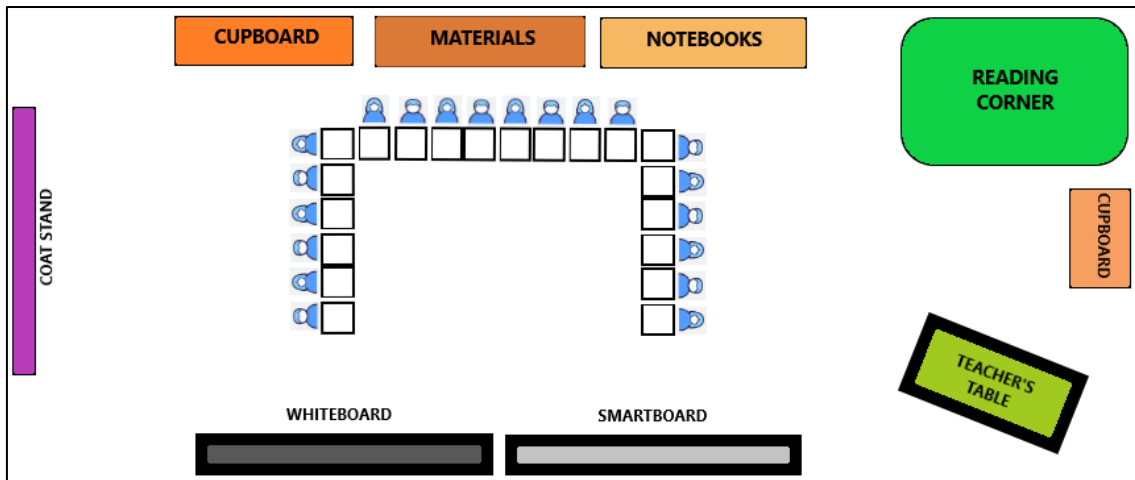 CUPBOARD
MATERIALS
NOTEBOOKS
READING
CORNER
COAT STAND
CUPBOARD
TEACHER'S
TABLE
WHITEBOARD
SMARTBOARD